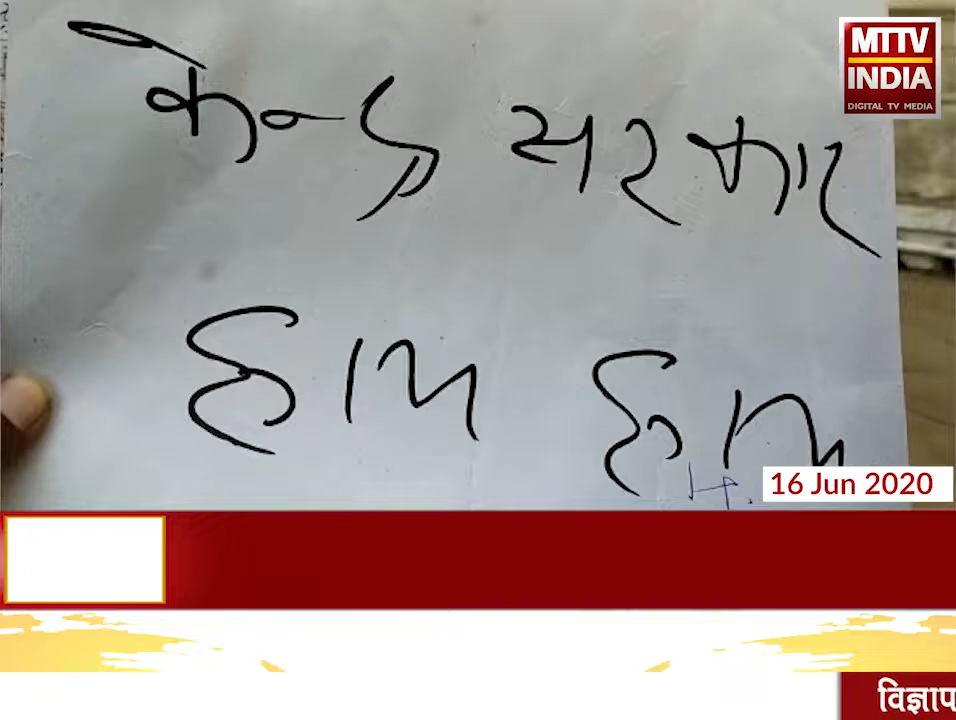 MTTV
INDIA
DIGITAL TV MEDIA
केन्द्र सरकार
हाय हाय
16 Jun 2020